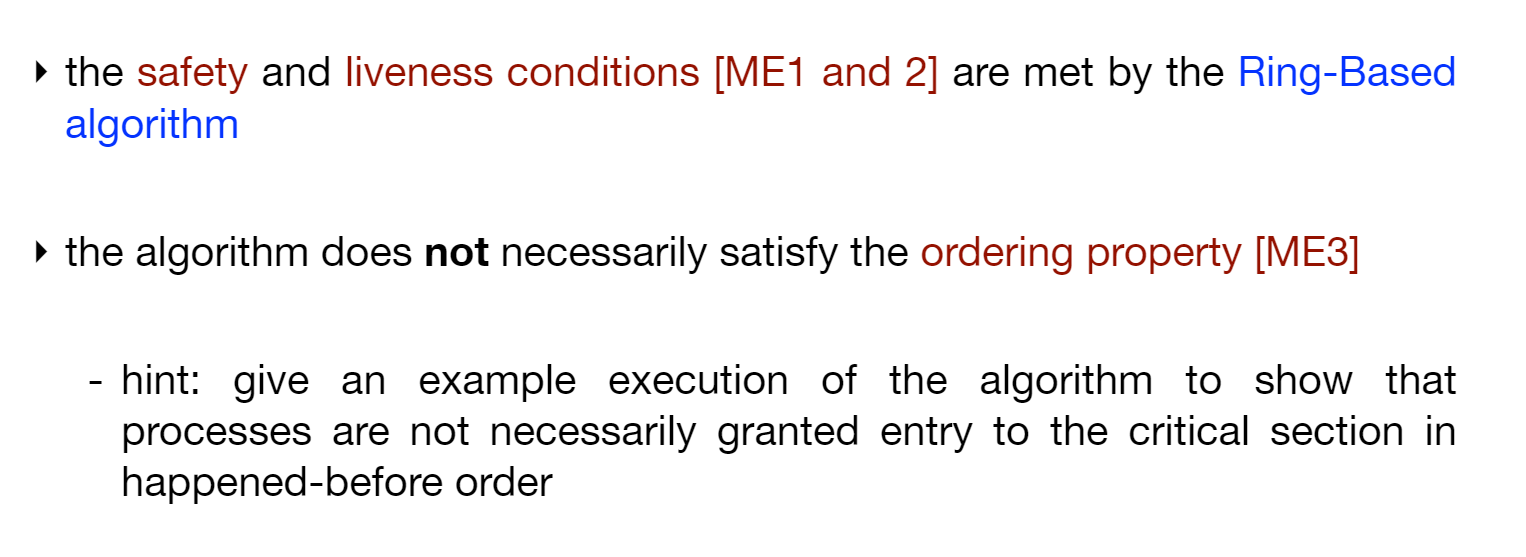 ‣ the safety and liveness conditions [ME1 and 2] are met by the Ring-Based
algorithm
‣ the algorithm does not necessarily satisfy the ordering property [ME3]
- hint: give an example execution of the algorithm to show that
processes are not necessarily granted entry to the critical section in
happened-before order